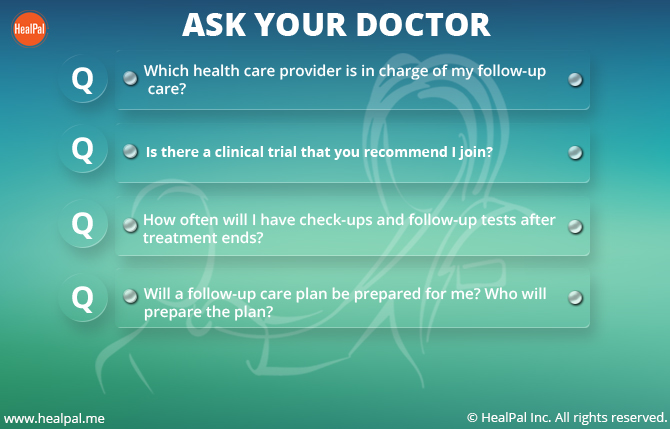 HealPal
ASK YOUR DOCTOR
Q
Which health care provider is in charge of my follow-up
care?
Q
Is there a clinical trial that you recommend I join?
Q
How often will I have check-ups and follow-up tests after
treatment ends?
Q
Will a follow-up care plan be prepared for me? Who will
prepare the plan?
www.healpal.me
© HealPal Inc. All rights reserved.